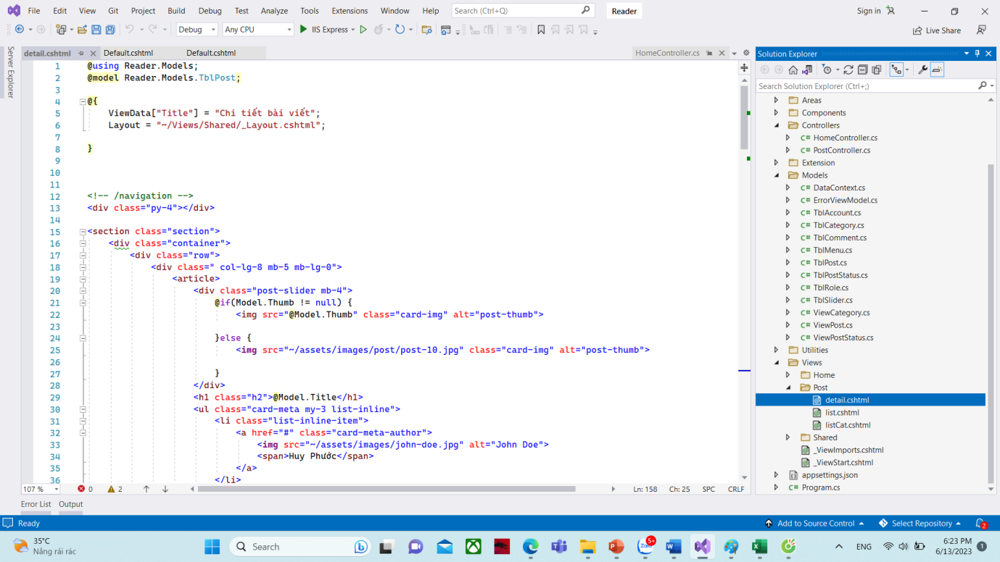 File Edit View Git Project Build Debug Test Analyze Tools Extensions Window Help Search (Ctrl+Q) Reader Sign in
Debug Any CPU IIS Express Live Share
Server Explorer
detail.cshtml Default.cshtml Default.cshtml HomeController.cs
1 @using Reader.Models;
2 @model Reader.Models.TblPost;
3
4 @{
5 ViewData["Title"] = "Chi tiết bài viết";
6 Layout = "~/Views/Shared/_Layout.cshtml";
7
8 }
9
10
11
12 <!-- /navigation -->
13 <div class="py-4"></div>
14
15 <section class="section">
16 <div class="container">
17 <div class="row">
18 <div class=" col-lg-8 mb-5 mb-lg-0">
19 <article>
20 <div class="post-slider mb-4">
21 @if(Model.Thumb != null) {
22 <img src="@Model.Thumb" class="card-img" alt="post-thumb">
23
24 }else {
25 <img src="~/assets/images/post/post-10.jpg" class="card-img" alt="post-thumb">
26
27 }
28 </div>
29 <h1 class="h2">@Model.Title</h1>
30 <ul class="card-meta my-3 list-inline">
31 <li class="list-inline-item">
32 <a href="#" class="card-meta-author">
33 <img src="~/assets/images/john-doe.jpg" alt="John Doe">
34 <span>Huy Phước</span>
35 </a>
36 </li>
107 % 0 2 Ln: 158 Ch: 25 SPC CRLF
Solution Explorer
Search Solution Explorer (Ctrl+;)
Areas
Components
Controllers
C# HomeController.cs
C# PostController.cs
Extension
Models
C# DataContext.cs
C# ErrorViewModel.cs
C# TblAccount.cs
C# TblCategory.cs
C# TblComment.cs
C# TblMenu.cs
C# TblPost.cs
C# TblPostStatus.cs
C# TblRole.cs
C# TblSlider.cs
C# ViewCategory.cs
C# ViewPost.cs
C# ViewPostStatus.cs
Utilities
Views
Home
Post
detail.cshtml
list.cshtml
listCat.cshtml
Shared
_ViewImports.cshtml
_ViewStart.cshtml
appsettings.json
C# Program.cs
Error List Output
Ready Add to Source Control Select Repository 2
35°C
Nắng rải rác
Search
Zalo 5+
ENG
6:23 PM
6/13/2023
1